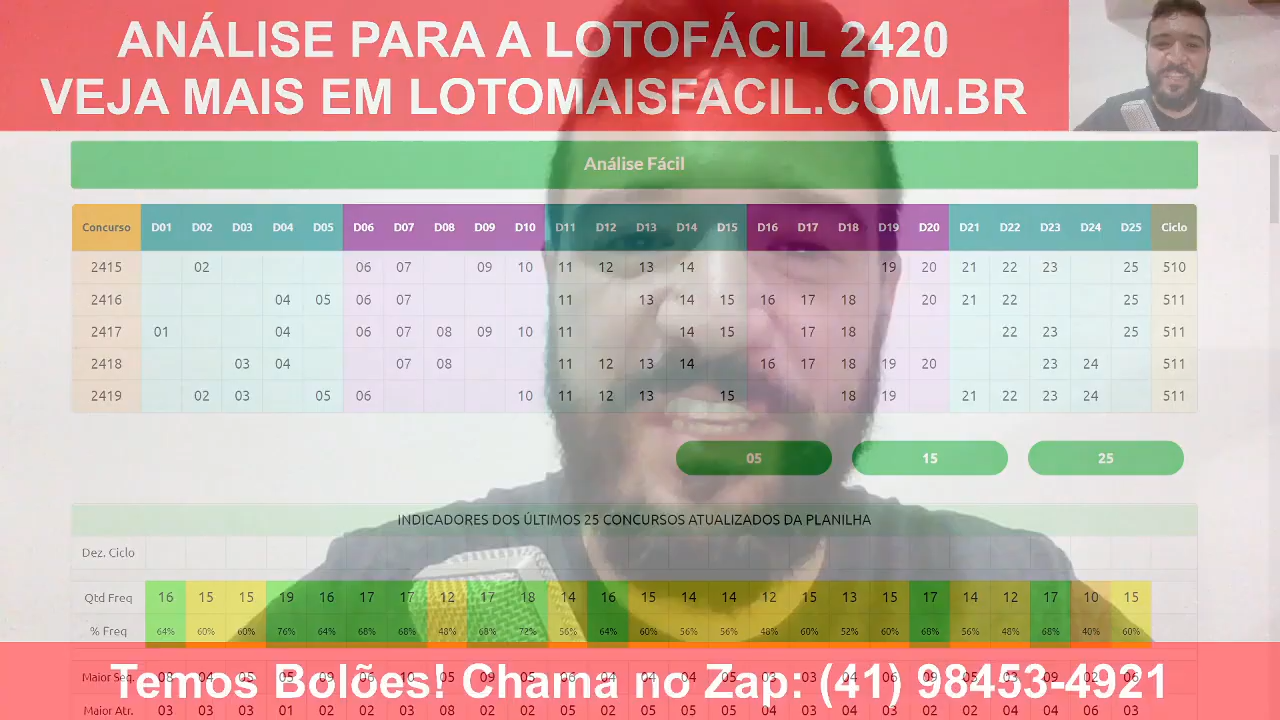 ANÁLISE PARA A LOTOFÁCIL 2420
VEJA MAIS EM LOTOMAISFACIL.COM.BR
Análise Fácil
Concurso D01 D02 D03 D04 D05 D06 D07 D08 D09 D10 D11 D12 D13 D14 D15 D16 D17 D18 D19 D20 D21 D22 D23 D24 D25 Ciclo
2415 02 06 07 09 10 11 12 13 14 19 20 21 22 23 25 510
2416 04 05 06 07 11 13 14 15 16 17 18 20 21 22 25 511
2417 01 04 06 07 08 09 10 11 14 15 17 18 22 23 25 511
2418 03 04 07 08 11 12 13 14 16 17 18 19 20 23 24 511
2419 02 03 05 06 10 11 12 13 15 18 19 21 22 23 24 511
05 15 25
INDICADORES DOS ÚLTIMOS 25 CONCURSOS ATUALIZADOS DA PLANILHA
Dez. Ciclo
Qtd Freq 16 15 15 19 16 17 17 12 17 18 14 16 15 14 14 12 15 13 15 17 14 12 17 10 15
% Freq 64% 60% 60% 76% 64% 68% 68% 48% 68% 72% 56% 64% 60% 56% 56% 48% 60% 52% 60% 68% 56% 48% 68% 40% 60%
Maior Seq.
Temos Bolões! Chama no Zap: (41) 98453-4921
Maior Atr. 03 03 03 01 02 02 03 08 02 02 05 02 05 05 05 04 03 04 03 02 02 04 04 06 03